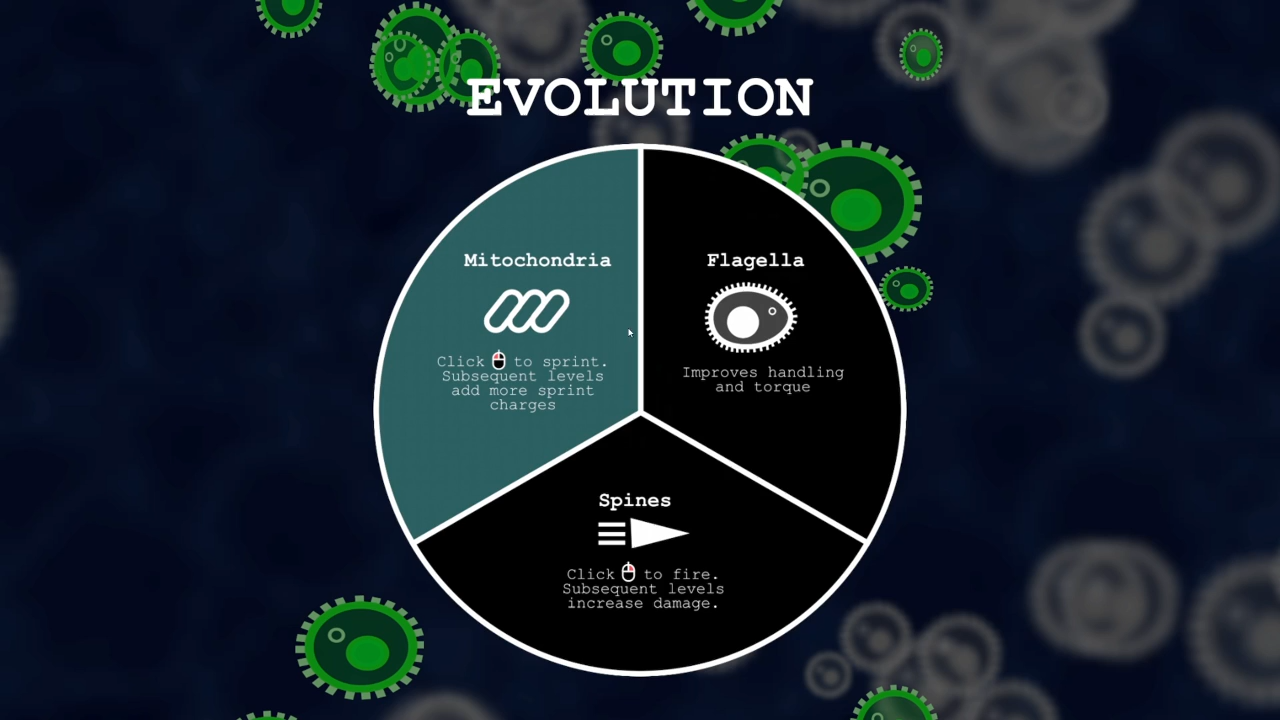 EVOLUTION
Mitochondria
Click to sprint.
Subsequent levels
add more sprint
charges
Flagella
Improves handling
and torque
Spines
Click to fire.
Subsequent levels
increase damage.